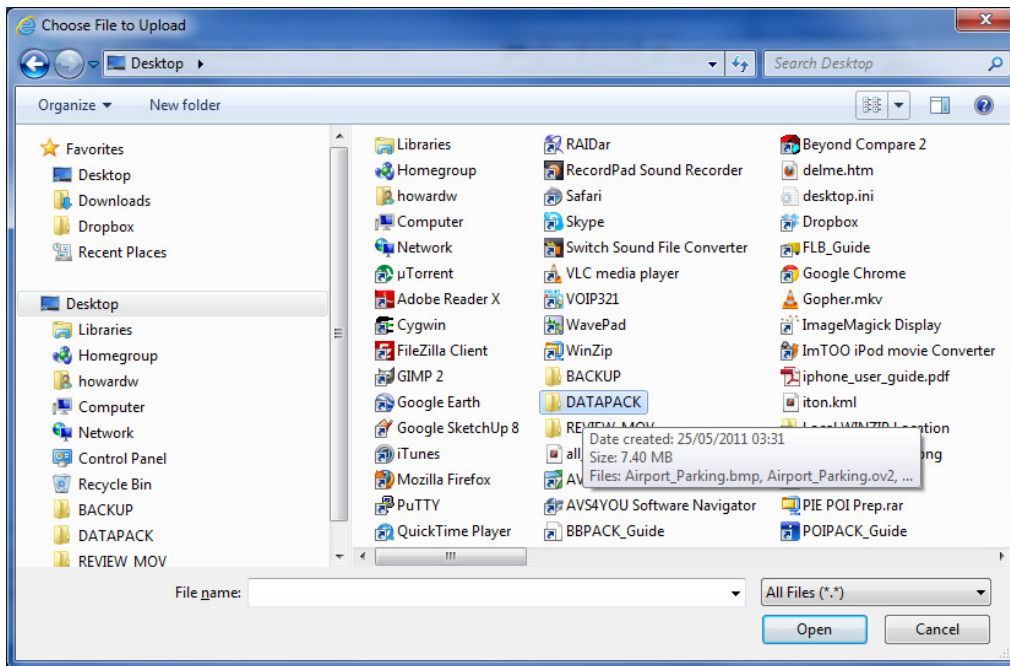 Choose File to Upload
Desktop
Search Desktop
Organize
New folder
Favorites
Desktop
Downloads
Dropbox
Recent Places
Desktop
Libraries
Homegroup
howardw
Computer
Network
Control Panel
Recycle Bin
BACKUP
DATAPACK
REVIEW_MOV
Libraries
Homegroup
howardw
Computer
Network
µTorrent
Adobe Reader X
Cygwin
FileZilla Client
GIMP 2
Google Earth
Google SketchUp 8
iTunes
Mozilla Firefox
PuTTY
QuickTime Player
RAIDar
RecordPad Sound Recorder
Safari
Skype
Switch Sound File Converter
VLC media player
VOIP321
WavePad
WinZip
BACKUP
DATAPACK
REVIEW_MOV
Date created: 25/05/2011 03:31
Size: 7.40 MB
Files: Airport_Parking.bmp, Airport_Parking.ov2, ...
AVS4YOU Software Navigator
BBPACK_Guide
Beyond Compare 2
delme.htm
desktop.ini
Dropbox
FLB_Guide
Google Chrome
Gopher.mkv
ImageMagick Display
ImTOO iPod movie Converter
iphone_user_guide.pdf
iton.kml
Local WINZIP Location
PIE POI Prep.rar
POIPACK_Guide
File name:
All Files (*.*)
Open
Cancel